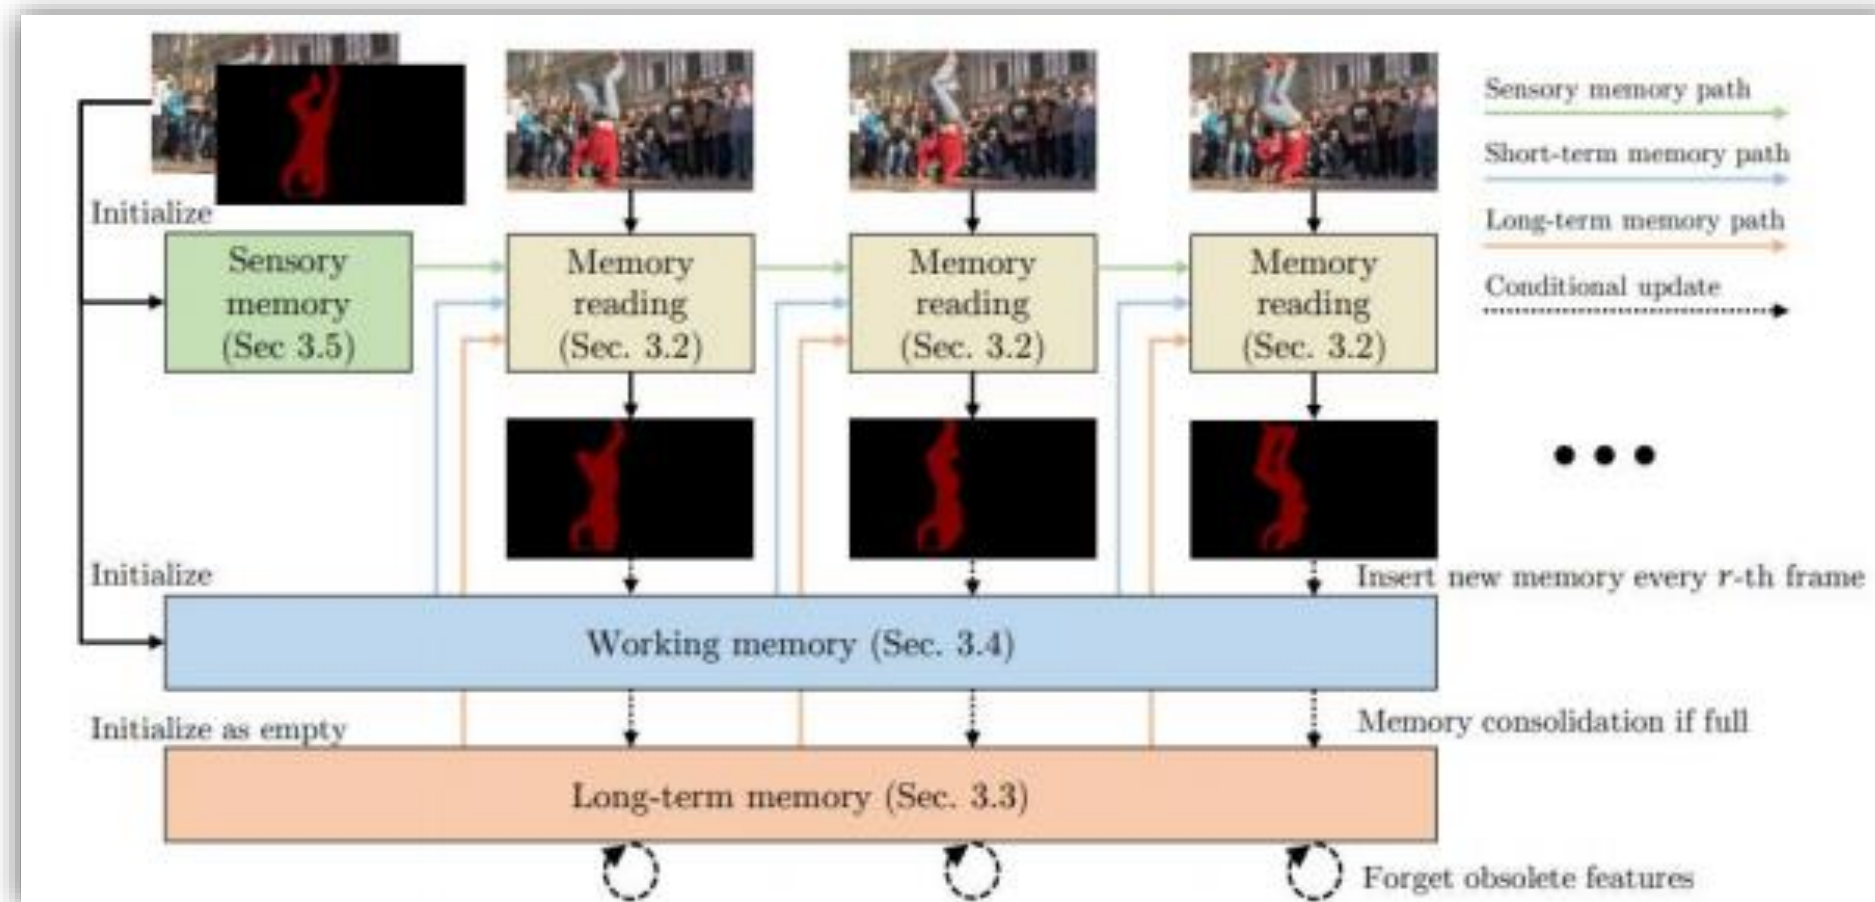 Sensory memory path
Short-term memory path
Long-term memory path
Conditional update
Initialize
Sensory
memory
(Sec 3.5)
Memory
reading
(Sec. 3.2)
Memory
reading
(Sec. 3.2)
Memory
reading
(Sec. 3.2)
Initialize
Insert new memory every r-th frame
Working memory (Sec. 3.4)
Initialize as empty
Memory consolidation if full
Long-term memory (Sec. 3.3)
Forget obsolete features